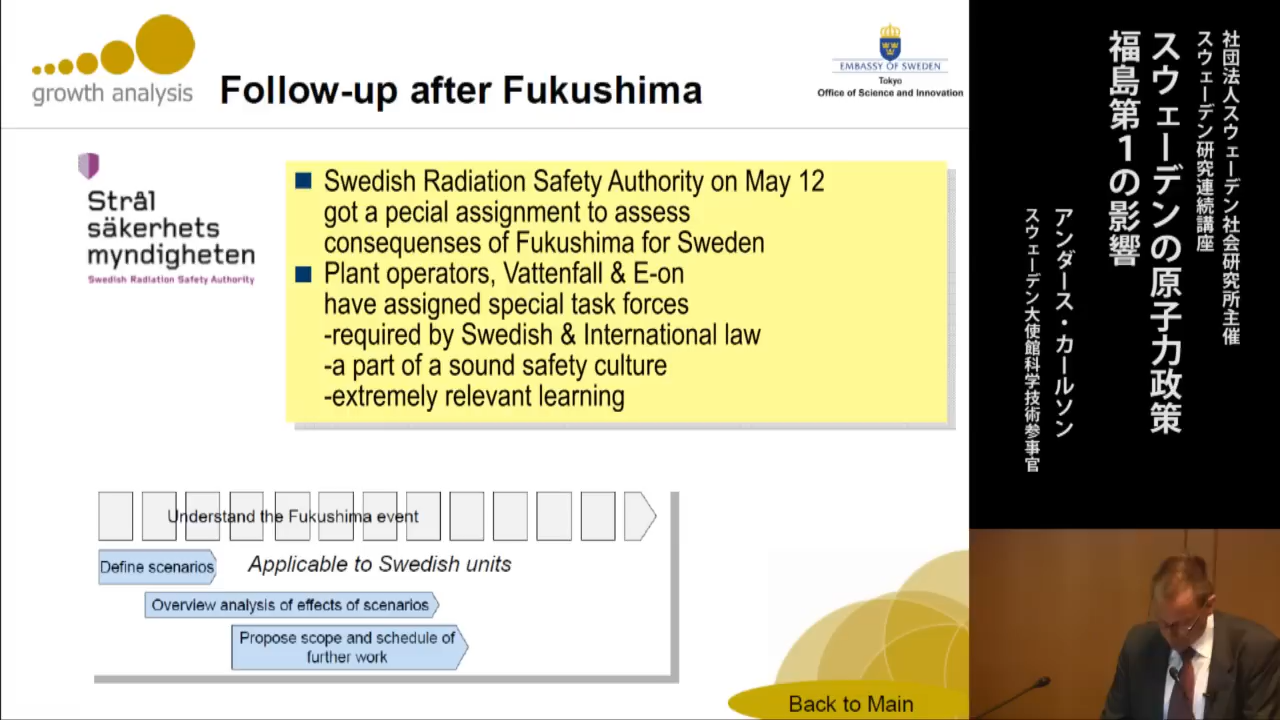 growth analysis
Follow-up after Fukushima
EMBASSY OF SWEDEN
Tokyo
Office of Science and Innovation
Strål
säkerhets
myndigheten
Swedish Radiation Safety Authority
Swedish Radiation Safety Authority on May 12
got a pecial assignment to assess
consequenses of Fukushima for Sweden
Plant operators, Vattenfall & E-on
have assigned special task forces
-required by Swedish & International law
-a part of a sound safety culture
-extremely relevant learning
Understand the Fukushima event
Define scenarios
Applicable to Swedish units
Overview analysis of effects of scenarios
Propose scope and schedule of
further work
Back to Main
社団法人スウェーデン社会研究所主催
スウェーデン研究連続講座
スウェーデンの原子力政策
福島第1の影響
アンダース・カールソン
スウェーデン大使館科学技術参事官